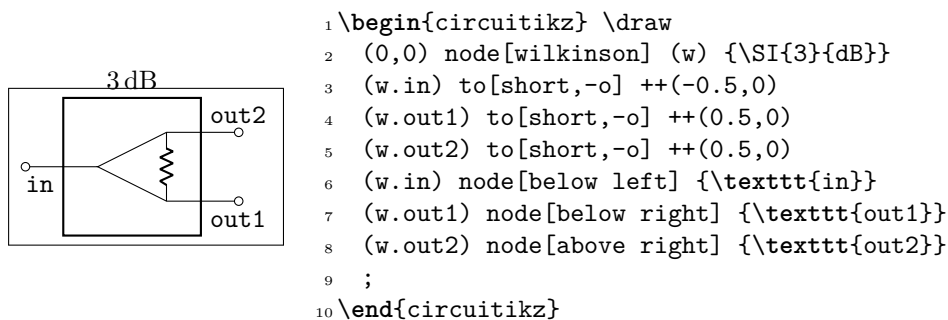 3 dB
out2
in
out1
1 \begin{circuitikz} \draw
2 (0,0) node[wilkinson] (w) {\SI{3}{dB}}
3 (w.in) to[short,-o] ++(-0.5,0)
4 (w.out1) to[short,-o] ++(0.5,0)
5 (w.out2) to[short,-o] ++(0.5,0)
6 (w.in) node[below left] {\texttt{in}}
7 (w.out1) node[below right] {\texttt{out1}}
8 (w.out2) node[above right] {\texttt{out2}}
9 ;
10 \end{circuitikz}